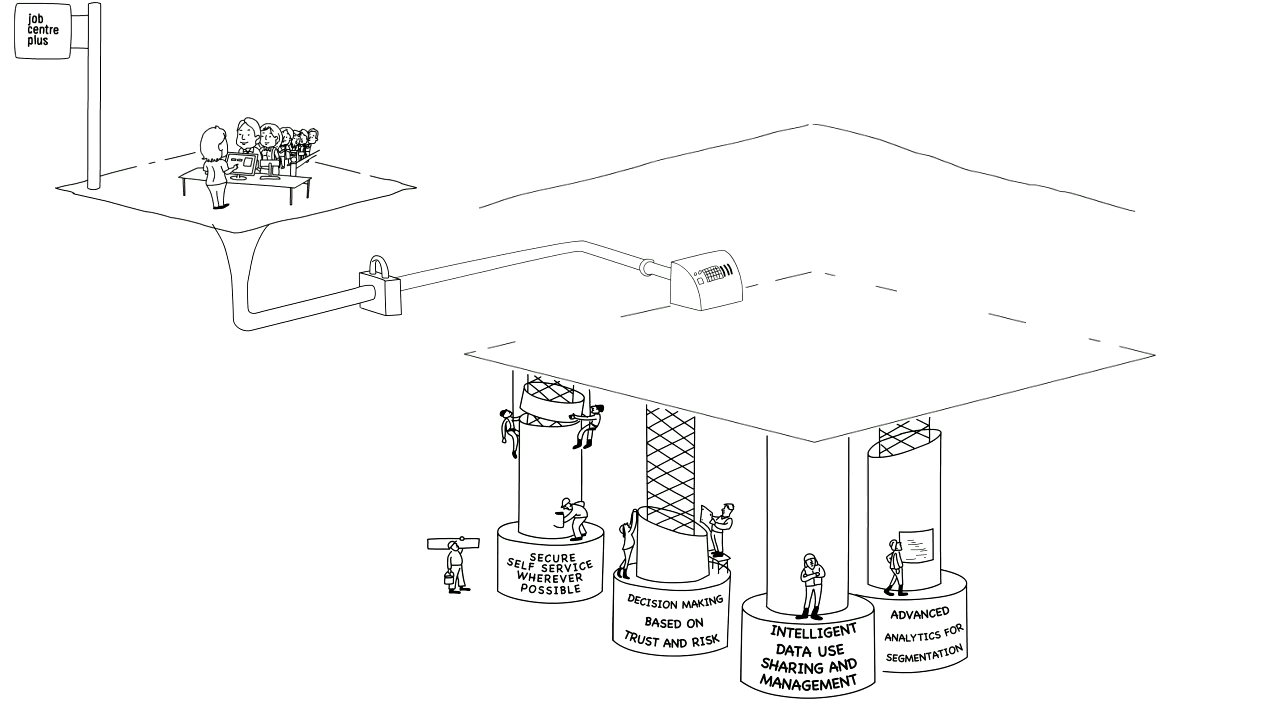 job
centre
plus
SECURE
SELF SERVICE
WHEREVER
POSSIBLE
DECISION MAKING
BASED ON
TRUST AND RISK
INTELLIGENT
DATA USE
SHARING AND
MANAGEMENT
ADVANCED
ANALYTICS FOR
SEGMENTATION